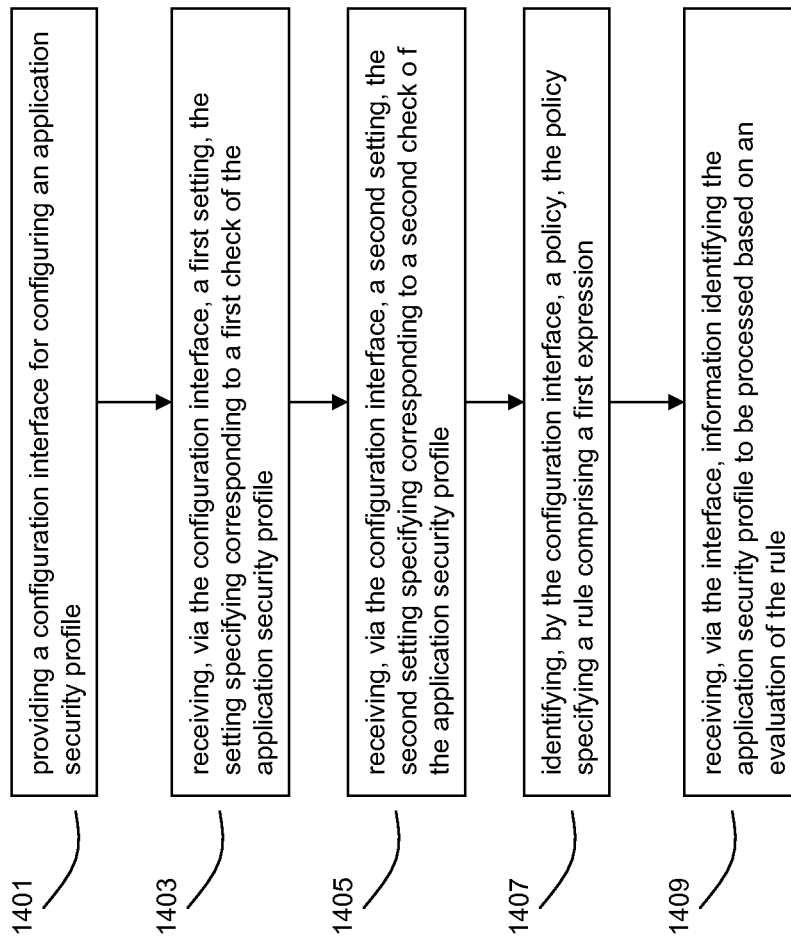 1401
providing a configuration interface for configuring an application
security profile
1403
receiving, via the configuration interface, a first setting, the
setting specifying corresponding to a first check of the
application security profile
1405
receiving, via the configuration interface, a second setting, the
second setting specifying corresponding to a second check o f
the application security profile
1407
identifying, by the configuration interface, a policy, the policy
specifying a rule comprising a first expression
1409
receiving, via the interface, information identifying the
application security profile to be processed based on an
evaluation of the rule